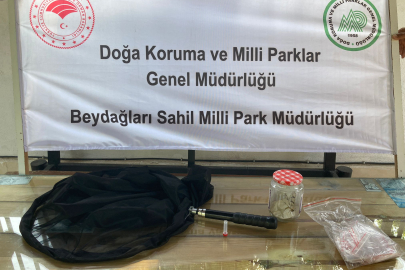 Doğa Koruma ve Milli Parklar
Genel Müdürlüğü
Beydağları Sahil Milli Park Müdürlüğü